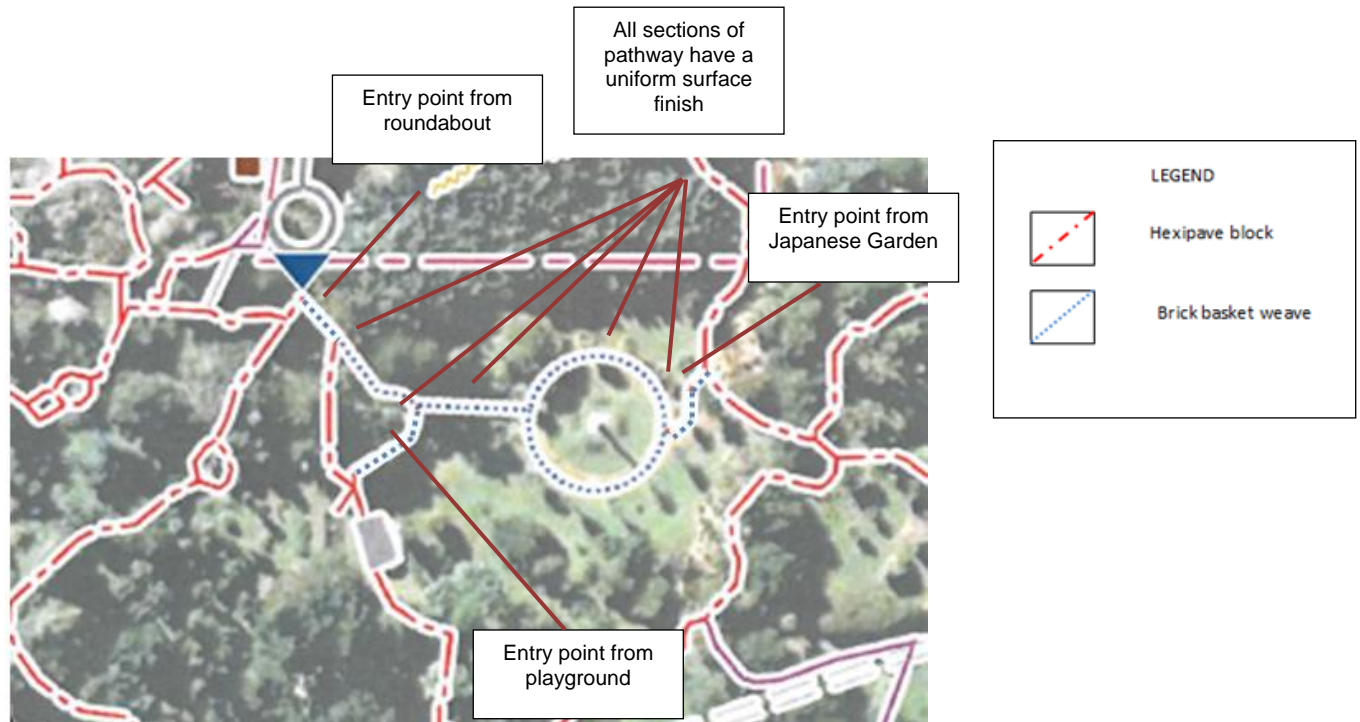 All sections of
pathway have a
uniform surface
finish
Entry point from
roundabout
Entry point from
Japanese Garden
Entry point from
playground
LEGEND
Hexipave block
Brick basket weave